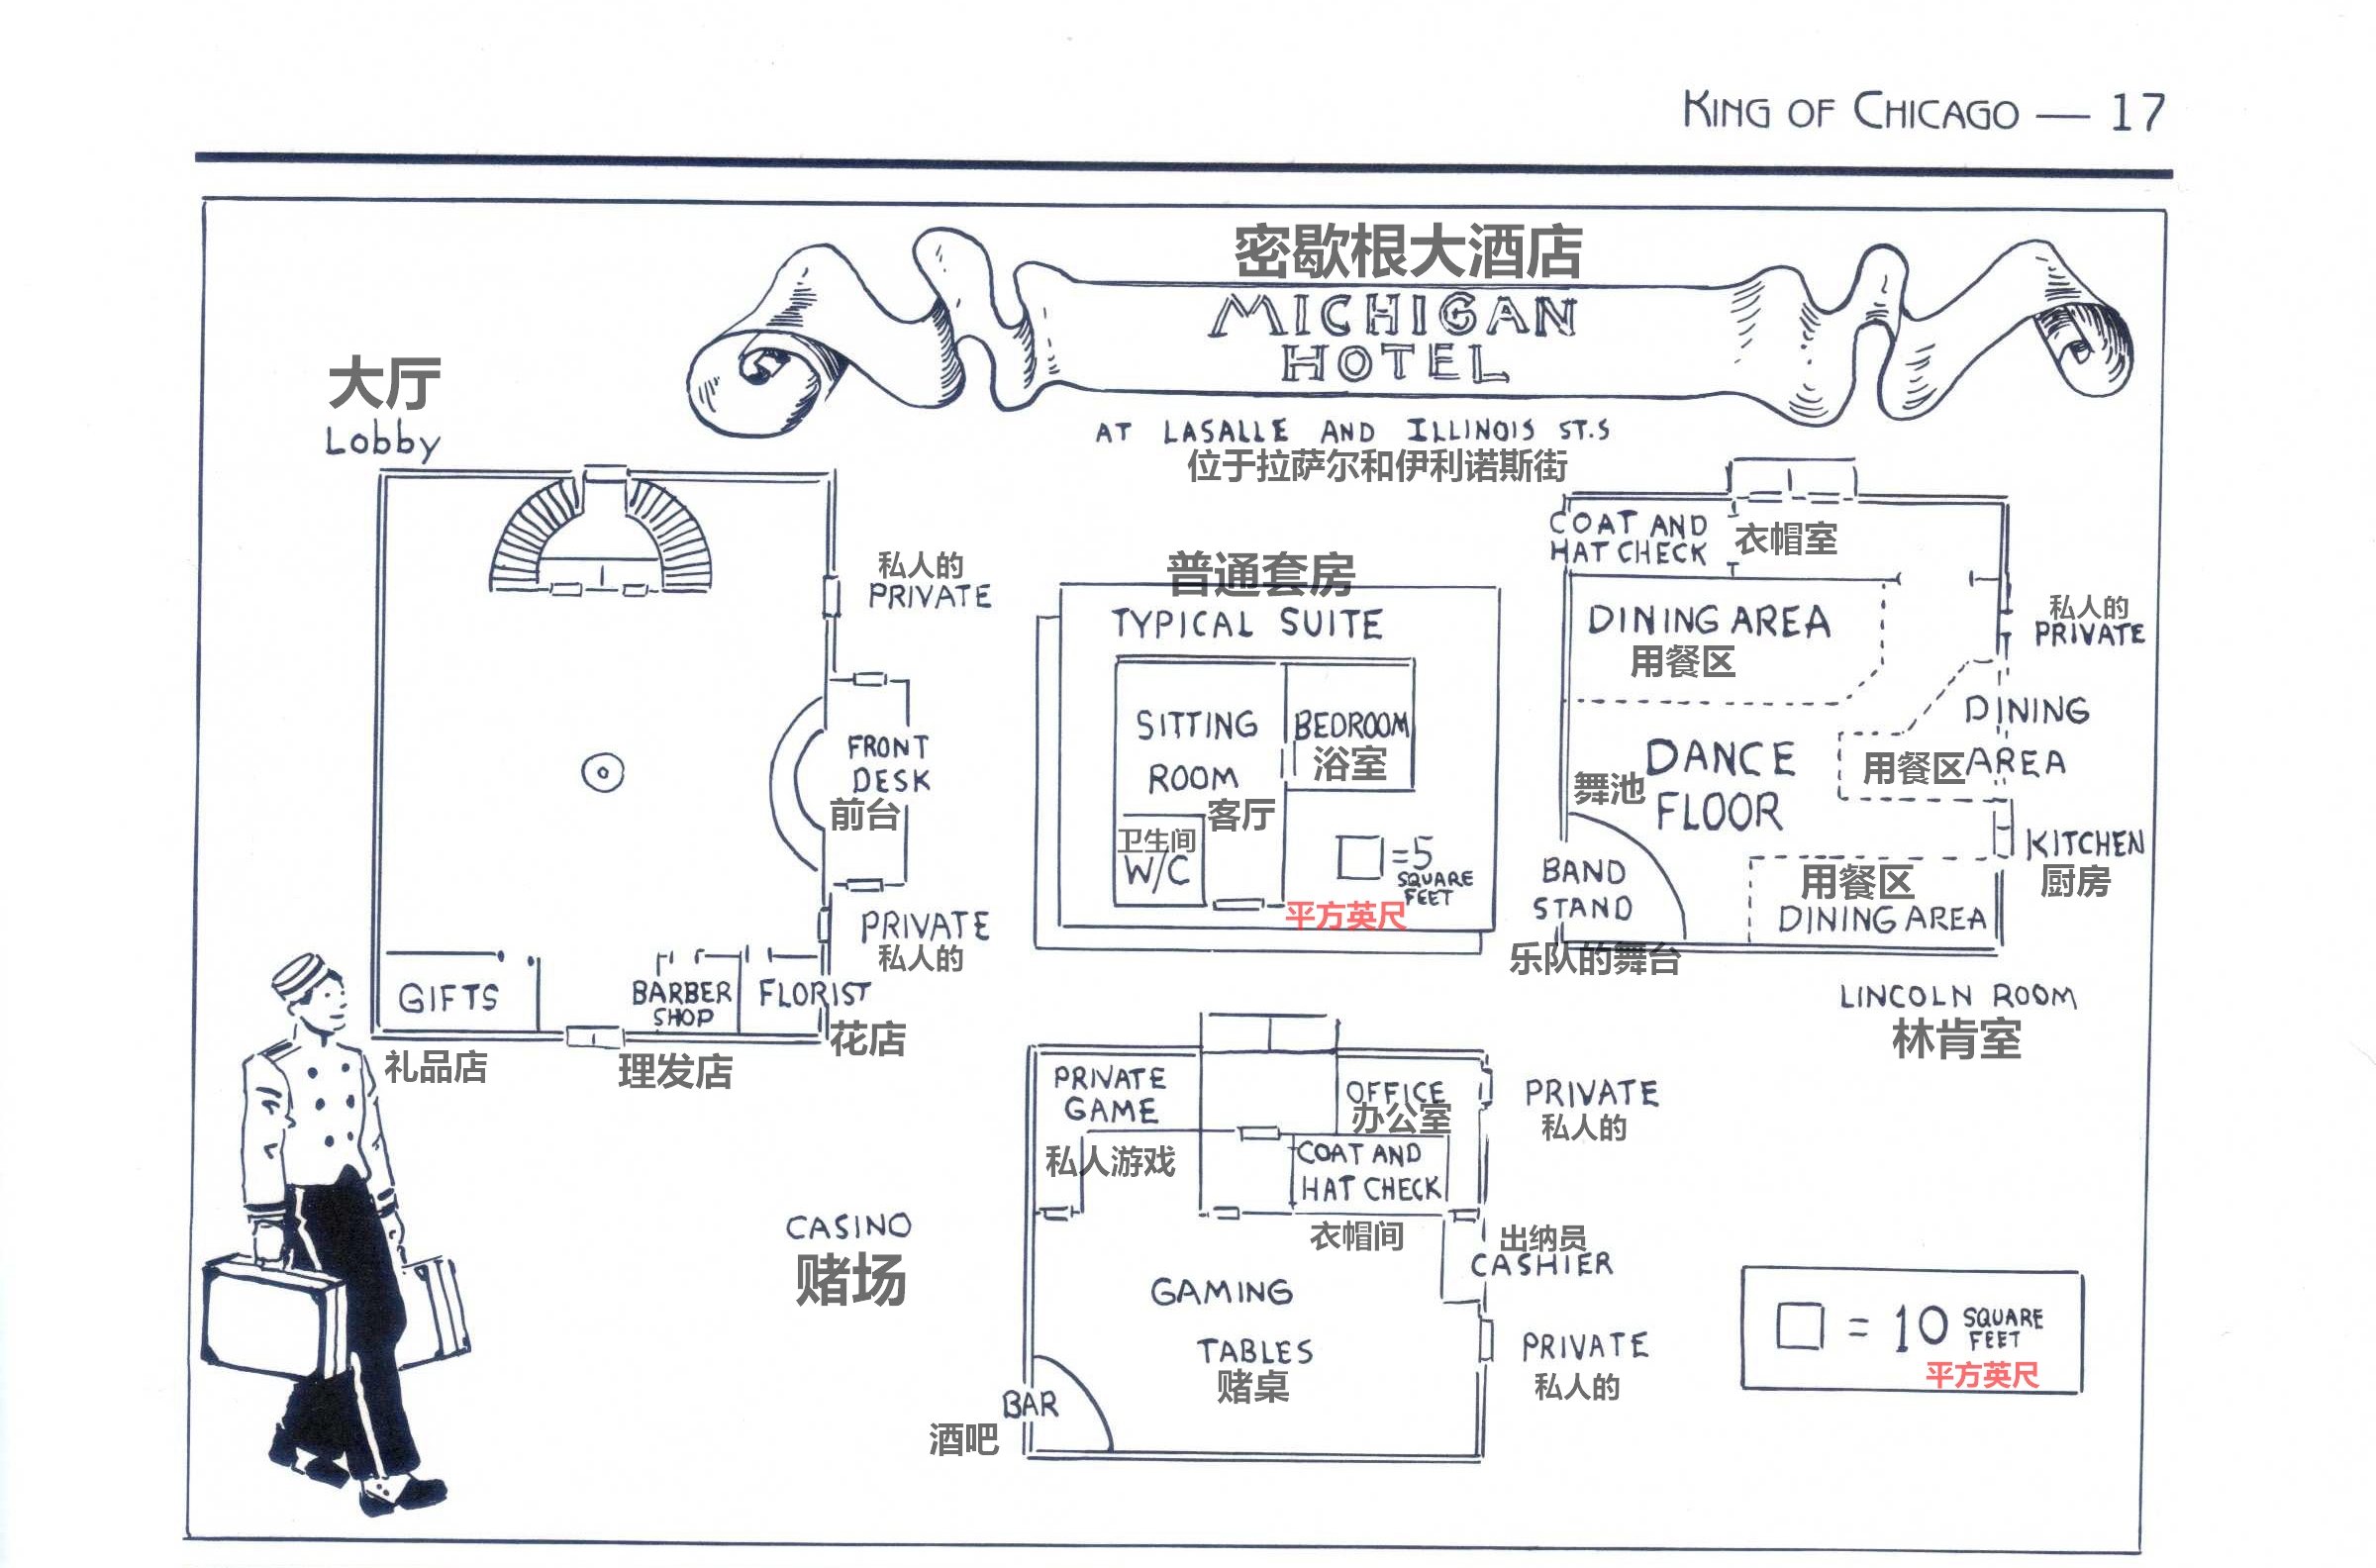 KING OF CHICAGO — 17
密歇根大酒店
MICHIGAN
HOTEL
AT LASALLE AND ILLINOIS ST.S
位于拉萨尔和伊利诺斯街
大厅
Lobby
私人的
PRIVATE
FRONT
DESK
前台
PRIVATE
私人的
GIFTS
礼品店
BARBER
SHOP
理发店
FLORIST
花店
普通套房
TYPICAL SUITE
SITTING
ROOM
客厅
BEDROOM
浴室
卫生间
W/C
=5
SQUARE
FEET
平方英尺
COAT AND
HAT CHECK
衣帽室
DINING AREA
用餐区
私人的
PRIVATE
DINING
AREA
用餐区
DANCE
FLOOR
舞池
KITCHEN
厨房
BAND
STAND
乐队的舞台
用餐区
DINING AREA
LINCOLN ROOM
林肯室
CASINO
赌场
PRIVATE
GAME
私人游戏
OFFICE
办公室
PRIVATE
私人的
COAT AND
HAT CHECK
衣帽间
出纳员
CASHIER
GAMING
TABLES
赌桌
PRIVATE
私人的
BAR
酒吧
= 10 SQUARE
FEET
平方英尺